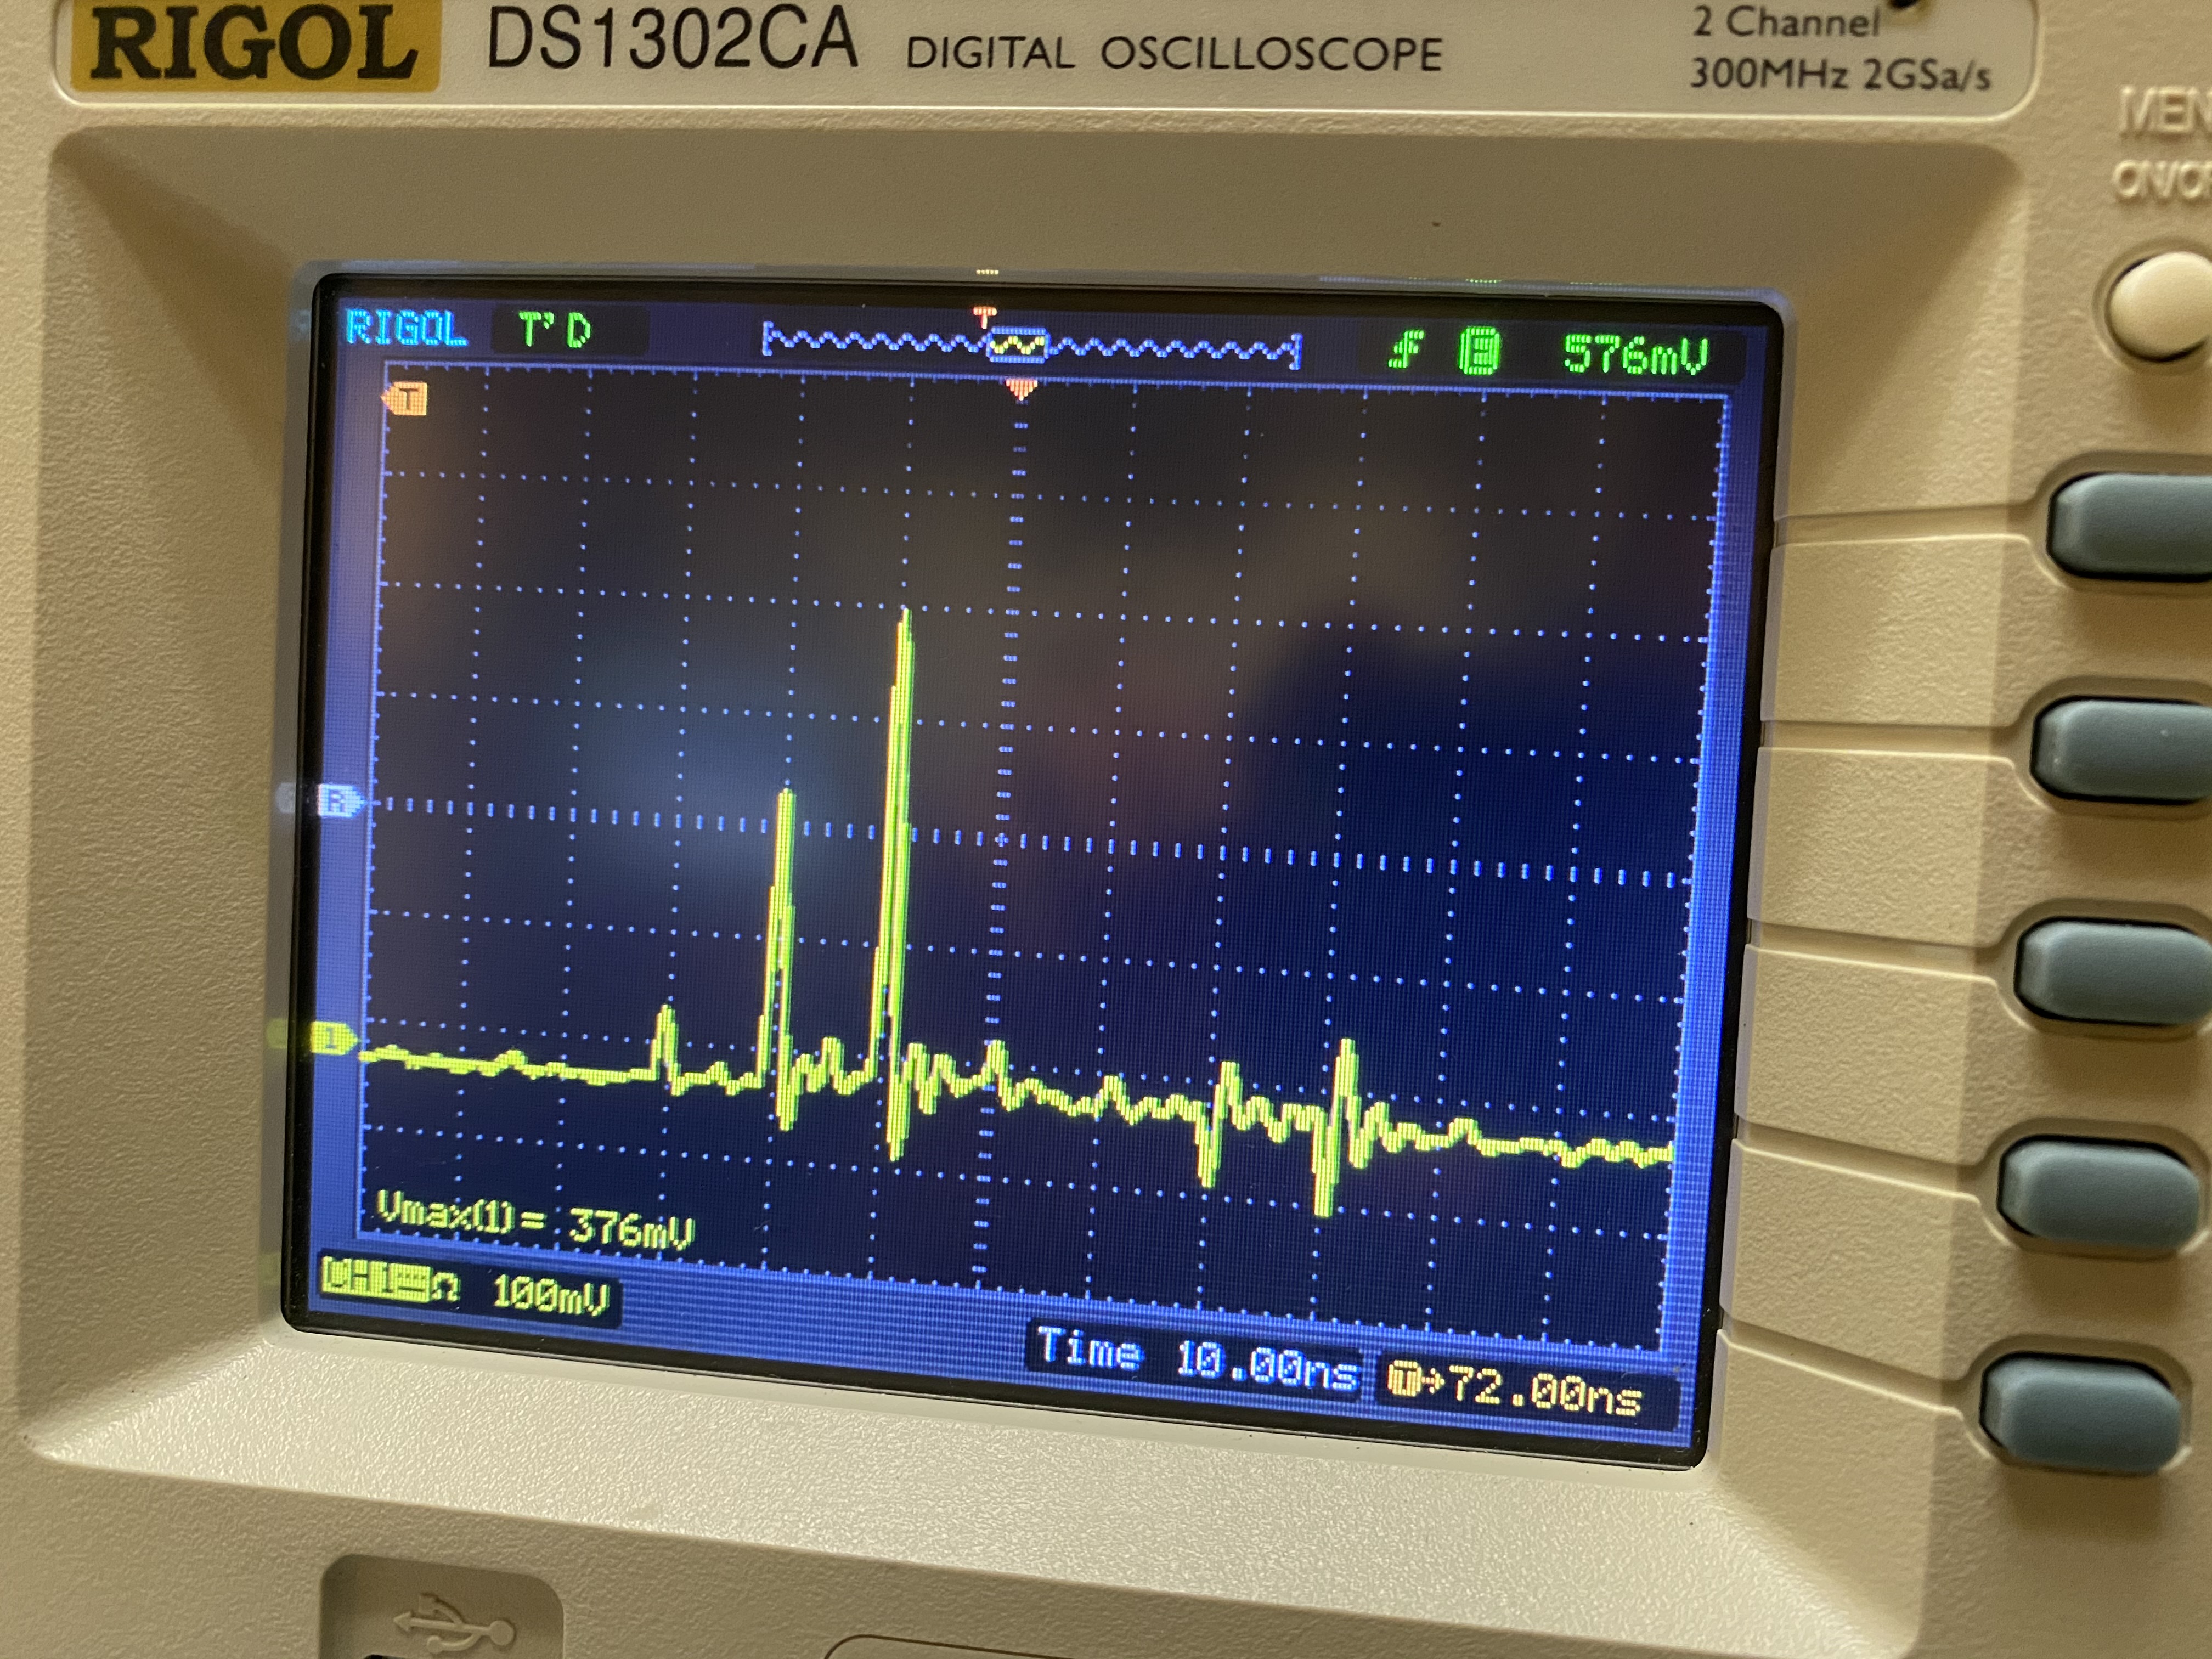 RIGOL DS1302CA DIGITAL OSCILLOSCOPE
2 Channel
300MHz 2GSa/s
RIGOL T'D T E 576mV
T
R
1
Vmax(1)= 376mV
100mV
Time 10.00ns T→72.00ns